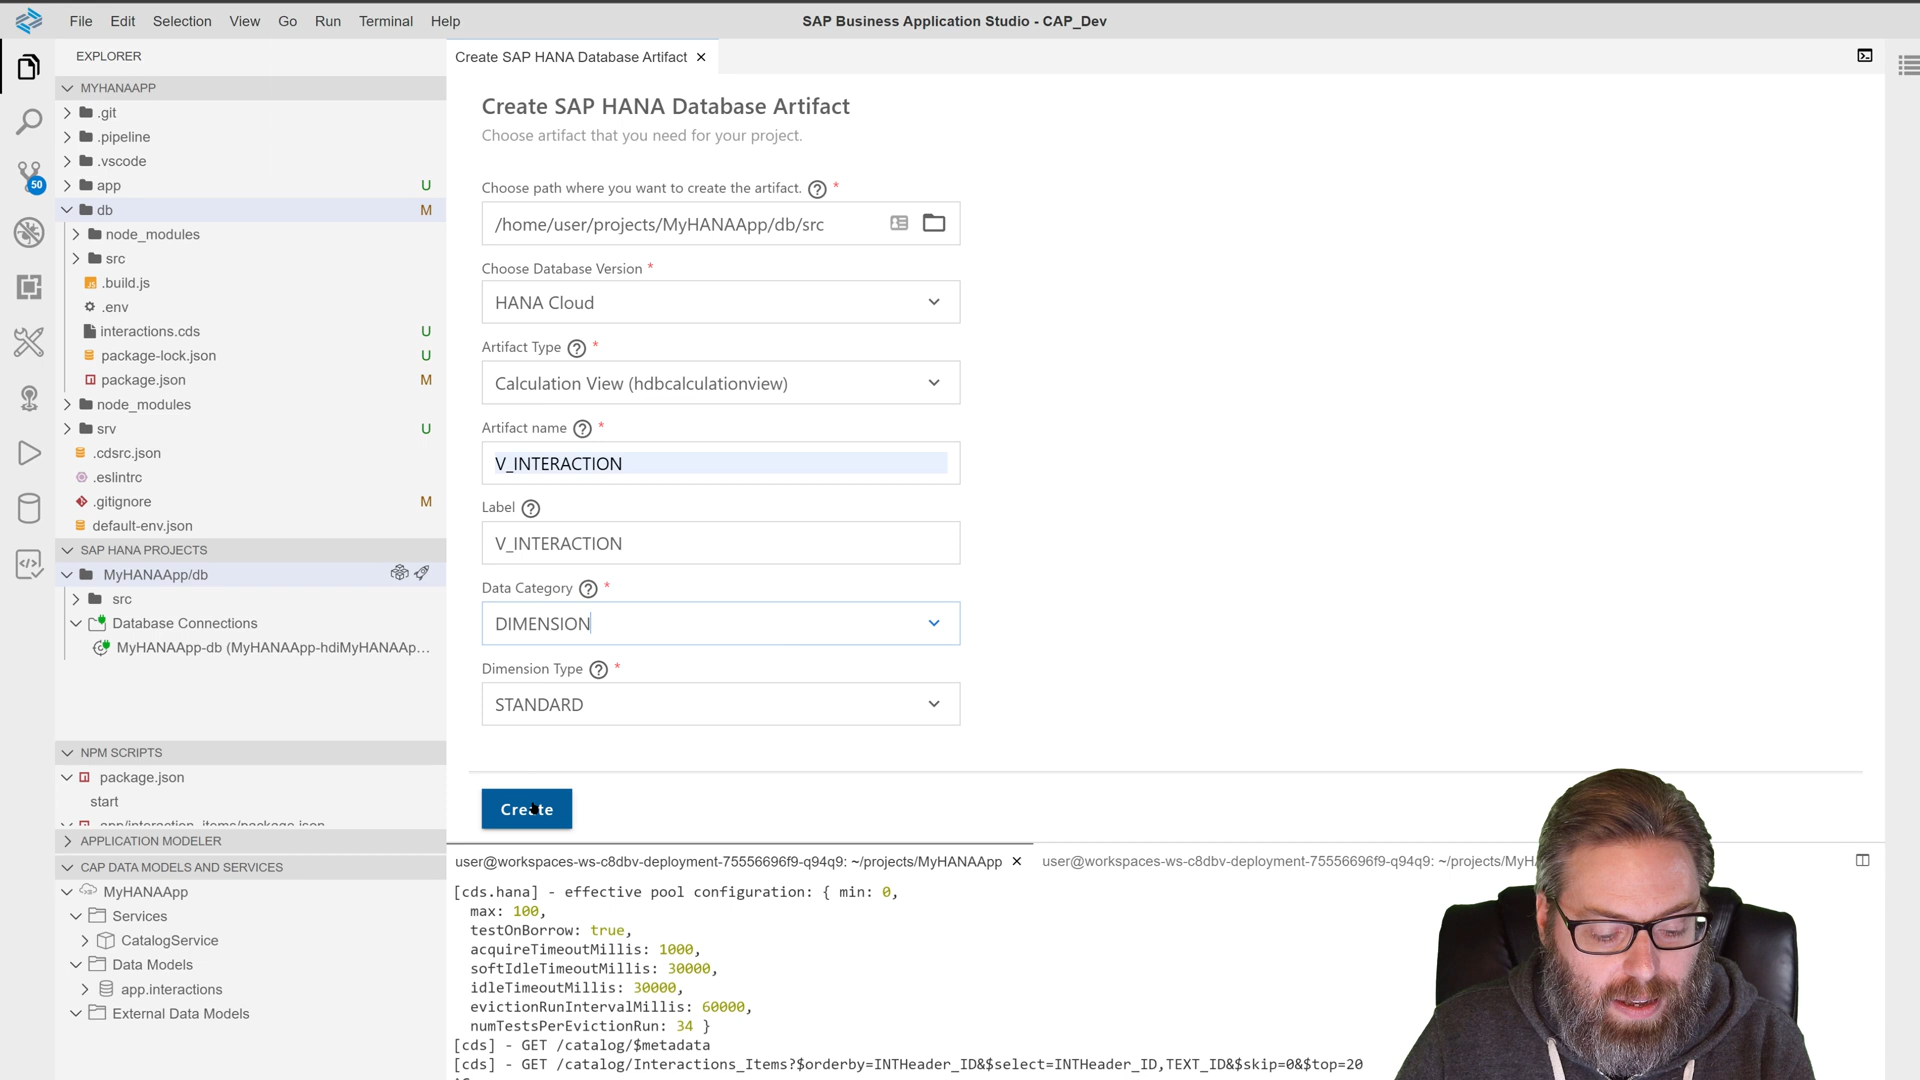 File Edit Selection View Go Run Terminal Help
SAP Business Application Studio - CAP_Dev
EXPLORER
MYHANAAPP
.git
.pipeline
.vscode
app U
db M
node_modules
src
.build.js
.env
interactions.cds U
package-lock.json U
package.json M
node_modules
srv U
.cdsrc.json
.eslintrc
.gitignore M
default-env.json
50
SAP HANA PROJECTS
MyHANAApp/db
src
Database Connections
MyHANAApp-db (MyHANAApp-hdiMyHANAAp...
NPM SCRIPTS
package.json
start
app/interaction_items/package.json
APPLICATION MODELER
CAP DATA MODELS AND SERVICES
MyHANAApp
Services
CatalogService
Data Models
app.interactions
External Data Models
Create SAP HANA Database Artifact
Create SAP HANA Database Artifact
Choose artifact that you need for your project.
Choose path where you want to create the artifact. *
/home/user/projects/MyHANAApp/db/src
Choose Database Version *
HANA Cloud
Artifact Type *
Calculation View (hdbcalculationview)
Artifact name *
V_INTERACTION
Label
V_INTERACTION
Data Category *
DIMENSION
Dimension Type *
STANDARD
Create
user@workspaces-ws-c8dbv-deployment-75556696f9-q94q9: ~/projects/MyHANAApp
user@workspaces-ws-c8dbv-deployment-75556696f9-q94q9: ~/projects/MyH
[cds.hana] - effective pool configuration: { min: 0,
max: 100,
testOnBorrow: true,
acquireTimeoutMillis: 1000,
softIdleTimeoutMillis: 30000,
idleTimeoutMillis: 30000,
evictionRunIntervalMillis: 60000,
numTestsPerEvictionRun: 34 }
[cds] - GET /catalog/$metadata
[cds] - GET /catalog/Interactions_Items?$orderby=INTHeader_ID&$select=INTHeader_ID,TEXT_ID&$skip=0&$top=20